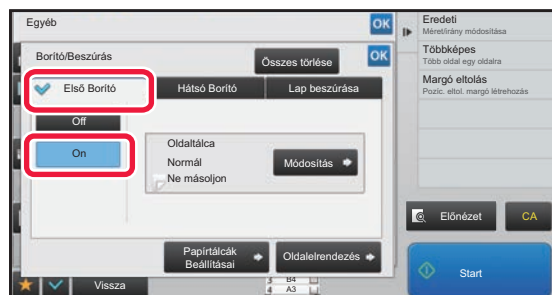 Egyéb
OK
Borító/Beszúrás
Összes törlése
OK
Első Borító
Hátsó Borító
Lap beszúrása
Off
On
Oldaltálca
Normál
Ne másoljon
Módosítás
Papírtálcák
Beállításai
Oldalelrendezés
Vissza
3 B4
4 A3
Eredeti
Méret/irány módosítása
Többképes
Több oldal egy oldalra
Margó eltolás
Pozíc. eltol. margó létrehozás
Előnézet
CA
Start